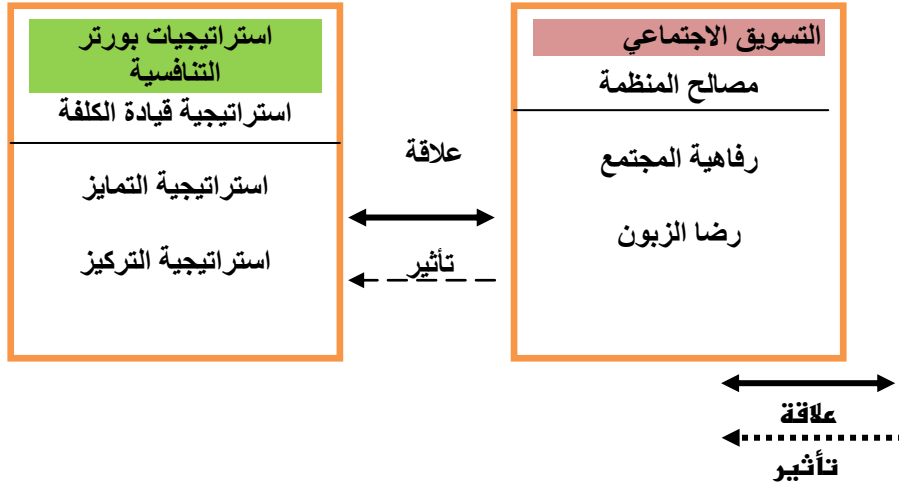 التسويق الاجتماعي
مصالح المنظمة
رفاهية المجتمع
رضا الزبون
علاقة
تأثير
استراتيجيات بورتر
التنافسية
استراتيجية قيادة الكلفة
استراتيجية التمايز
استراتيجية التركيز
علاقة
تأثير